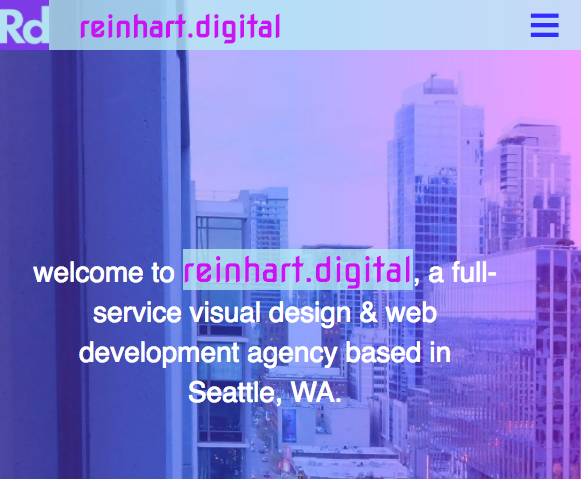 Rd
reinhart.digital
welcome to reinhart.digital, a full-
service visual design & web
development agency based in
Seattle, WA.